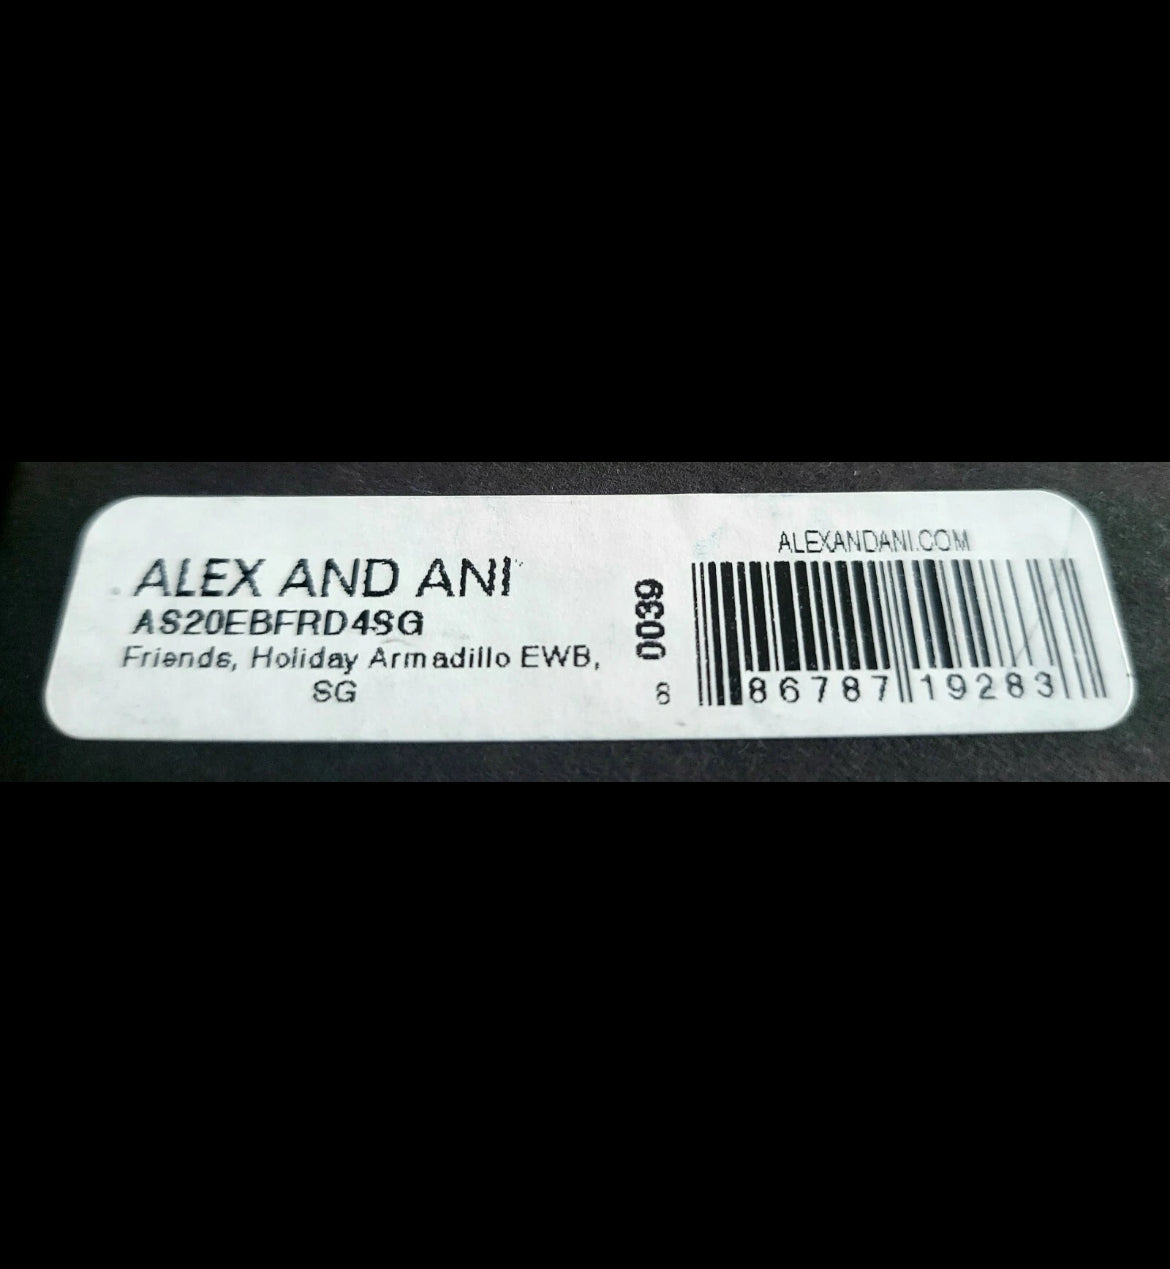 ALEX AND ANI
AS20EBFRD4SG
Friends, Holiday Armadillo EWB,
SG
0039
ALEXANDANI.COM
8 86787 19283